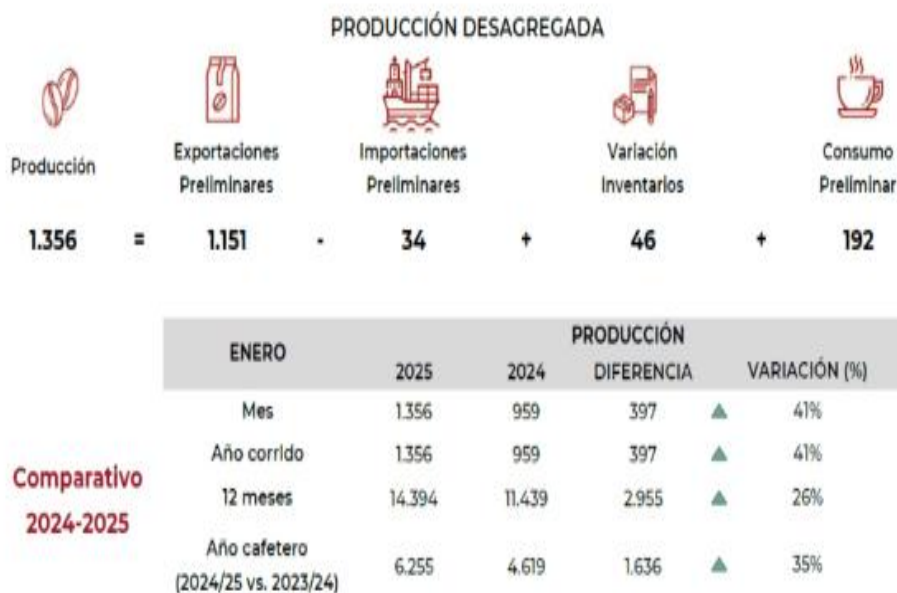 PRODUCCIÓN DESAGREGADA
Producción
Exportaciones
Preliminares
Importaciones
Preliminares
Variación
Inventarios
Consumo
Preliminar
1.356 = 1.151 - 34 + 46 + 192
ENERO
PRODUCCIÓN
2025 2024 DIFERENCIA VARIACIÓN (%)
Comparativo
2024-2025
Mes 1.356 959 397 41%
Año corrido 1.356 959 397 41%
12 meses 14.394 11.439 2.955 26%
Año cafetero
(2024/25 vs. 2023/24) 6.255 4.619 1.636 35%